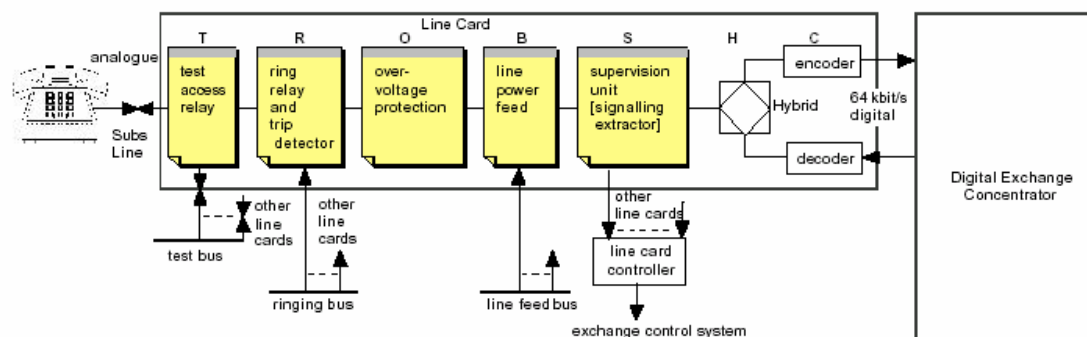 Line Card
T
R
O
B
S
H
C
analogue
Subs
Line
test
access
relay
ring
relay
and
trip
detector
over-
voltage
protection
line
power
feed
supervision
unit
[signalling
extractor]
Hybrid
encoder
decoder
64 kbit/s
digital
Digital Exchange
Concentrator
other
line
cards
test bus
other
line
cards
ringing bus
line feed bus
other
line cards
line card
controller
exchange control system